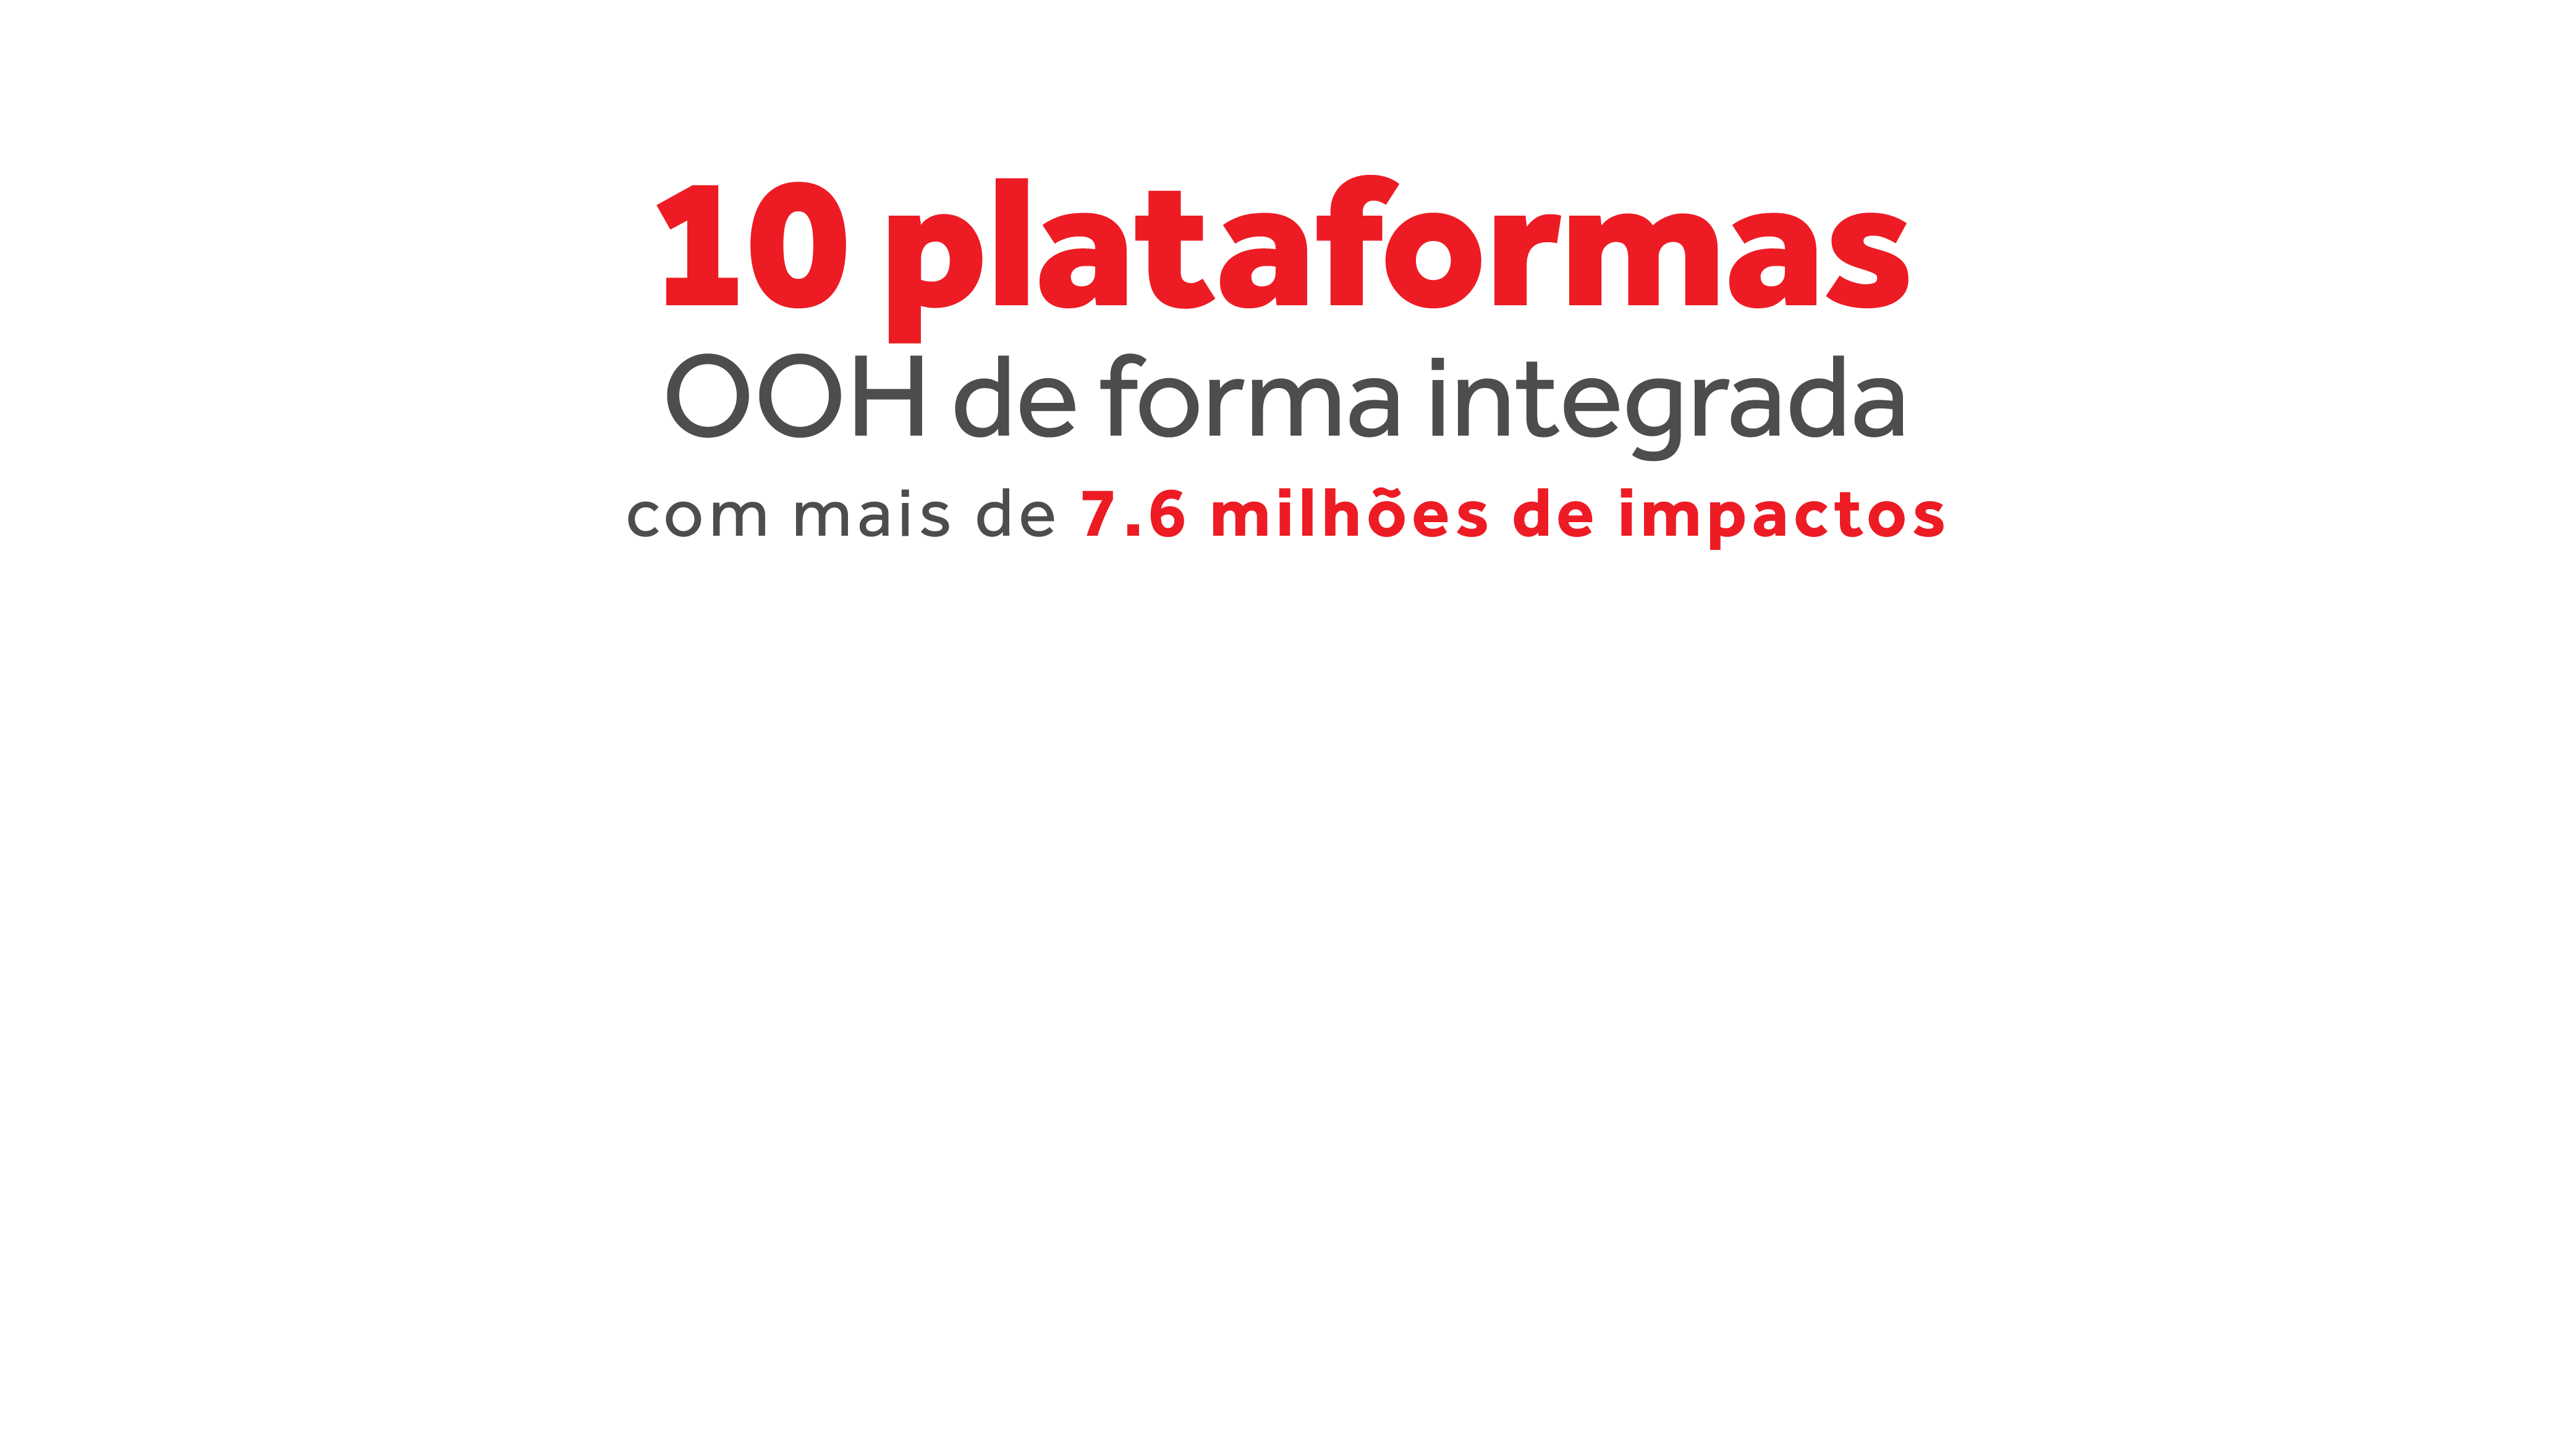 10 plataformas
OOH de forma integrada
com mais de 7.6 milhões de impactos